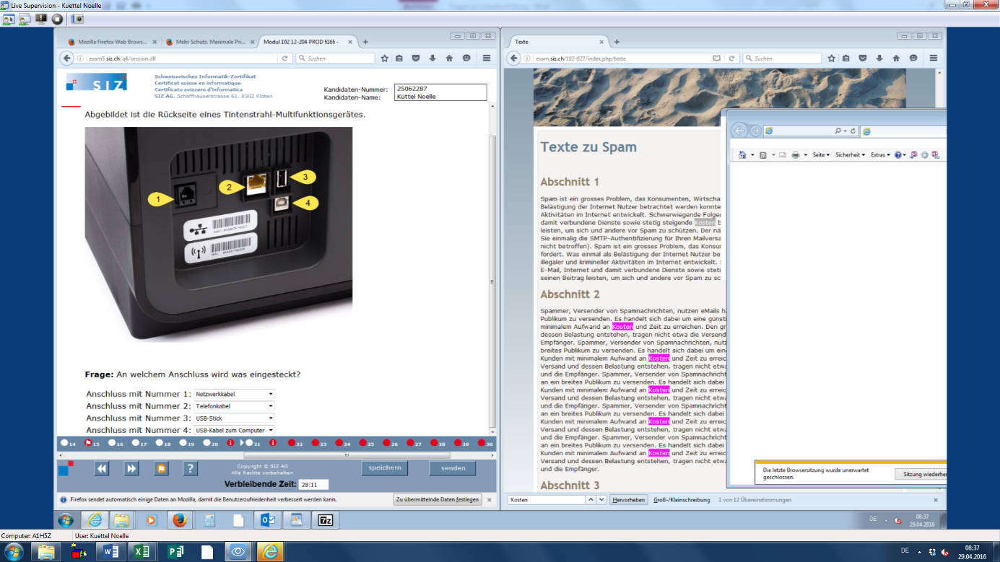 Live Supervision - Kuettel Noelle
Mozilla Firefox Web Brows...
Mehr Schutz. Maximale Pri...
Modul 102 12-204 PROD §16§ -
exam5.siz.ch/q4/session.dll
Suchen
SIZ
Schweizerisches Informatik-Zertifikat
Certificat suisse en informatique
Certificato svizzero d'informatica
SIZ AG. Schaffhauserstrasse 61. 8302 Kloten
Kandidaten-Nummer: 2S062287
Kandidaten-Name: Küttel Noelle
Abgebildet ist die Rückseite eines Tintenstrahl-Multifunktionsgerätes.
1
2
3
4
Frage: An welchem Anschluss wird was eingesteckt?
Anschluss mit Nummer 1: Netzwerkkabel
Anschluss mit Nummer 2: Telefonkabel
Anschluss mit Nummer 3: USB-Stick
Anschluss mit Nummer 4: USB-Kabel zum Computer
14 15 16 17 18 19 20 21 22 23 24 25 26 27 28 29 30
Copyright © SIZ AG
Alle Rechte vorbehalten
speichern
senden
Verbleibende Zeit: 28:11
Firefox sendet automatisch einige Daten an Mozilla, damit die Benutzerzufriedenheit verbessert werden kann.
Zu übermittelnde Daten festlegen
Texte
exam.siz.ch/102-027/index.php/texte
Suchen
Texte zu Spam
Abschnitt 1
Spam ist ein grosses Problem, das Konsumenten, Wirtscha
Belästigung der Internet Nutzer betrachtet werden konnte
Aktivitäten im Internet entwickelt. Schwerwiegende Folgen
damit verbundene Dienste sowie stetig steigende Kosten b
leisten, um sich und andere vor Spam zu schützen. Der nä
Sie einmalig die SMTP-Authentifizierung für Ihren Mailversa
nicht betroffen). Spam ist ein grosses Problem, das Konsur
fordert. Was einmal als Belästigung der Internet Nutzer be
illegaler und krimineller Aktivitäten im Internet entwickelt.
E-Mail, Internet und damit verbundene Dienste sowie steti
seinen Beitrag leisten, um sich und andere vor Spam zu sc
Abschnitt 2
Spammer, Versender von Spamnachrichten, nutzen eMails h
Publikum zu versenden. Es handelt sich dabei um eine günsti
minimalem Aufwand an Kosten und Zeit zu erreichen. Den gr
dessen Belastung entstehen, tragen nicht etwa die Versend
Empfänger. Spammer, Versender von Spamnachrichten, nutz
breites Publikum zu versenden. Es handelt sich dabei um ein
Kunden mit minimalem Aufwand an Kosten und Zeit zu erreic
Versand und dessen Belastung entstehen, tragen nicht etwa
und die Empfänger. Spammer, Versender von Spamnachricht
an ein breites Publikum zu versenden. Es handelt sich dabei
Kunden mit minimalem Aufwand an Kosten und Zeit zu erreic
Versand und dessen Belastung entstehen, tragen nicht etwa
und die Empfänger. Spammer, Versender von Spamnachricht
an ein breites Publikum zu versenden. Es handelt sich dabei
Kunden mit minimalem Aufwand an Kosten und Zeit zu erreic
Versand und dessen Belastung entstehen, tragen nicht etwa
und die Empfänger. Spammer, Versender von Spamnachricht
an ein breites Publikum zu versenden. Es handelt sich dabei
Kunden mit minimalem Aufwand an Kosten und Zeit zu erreic
Versand und dessen Belastung entstehen, tragen nicht etwa
und die Empfänger.
Abschnitt 3
Seite
Sicherheit
Extras
Die letzte Browsersitzung wurde unerwartet
geschlossen.
Sitzung wiederher
Kosten
Hervorheben
Groß-/Kleinschreibung
1 von 12 Übereinstimmungen
DE
08:37
29.04.2016
Computer: A1H5Z
User: Kuettel Noelle
DE
08:37
29.04.2016